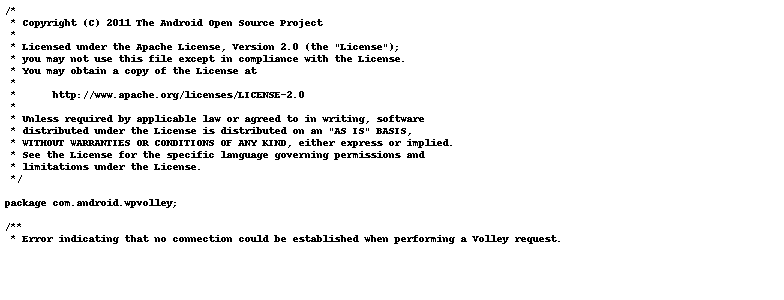 /*
 * Copyright (C) 2011 The Android Open Source Project
 *
 * Licensed under the Apache License, Version 2.0 (the "License");
 * you may not use this file except in compliance with the License.
 * You may obtain a copy of the License at
 *
 *      http://www.apache.org/licenses/LICENSE-2.0
 *
 * Unless required by applicable law or agreed to in writing, software
 * distributed under the License is distributed on an "AS IS" BASIS,
 * WITHOUT WARRANTIES OR CONDITIONS OF ANY KIND, either express or implied.
 * See the License for the specific language governing permissions and
 * limitations under the License.
 */

package com.android.wpvolley;

/**
 * Error indicating that no connection could be established when performing a Volley request.